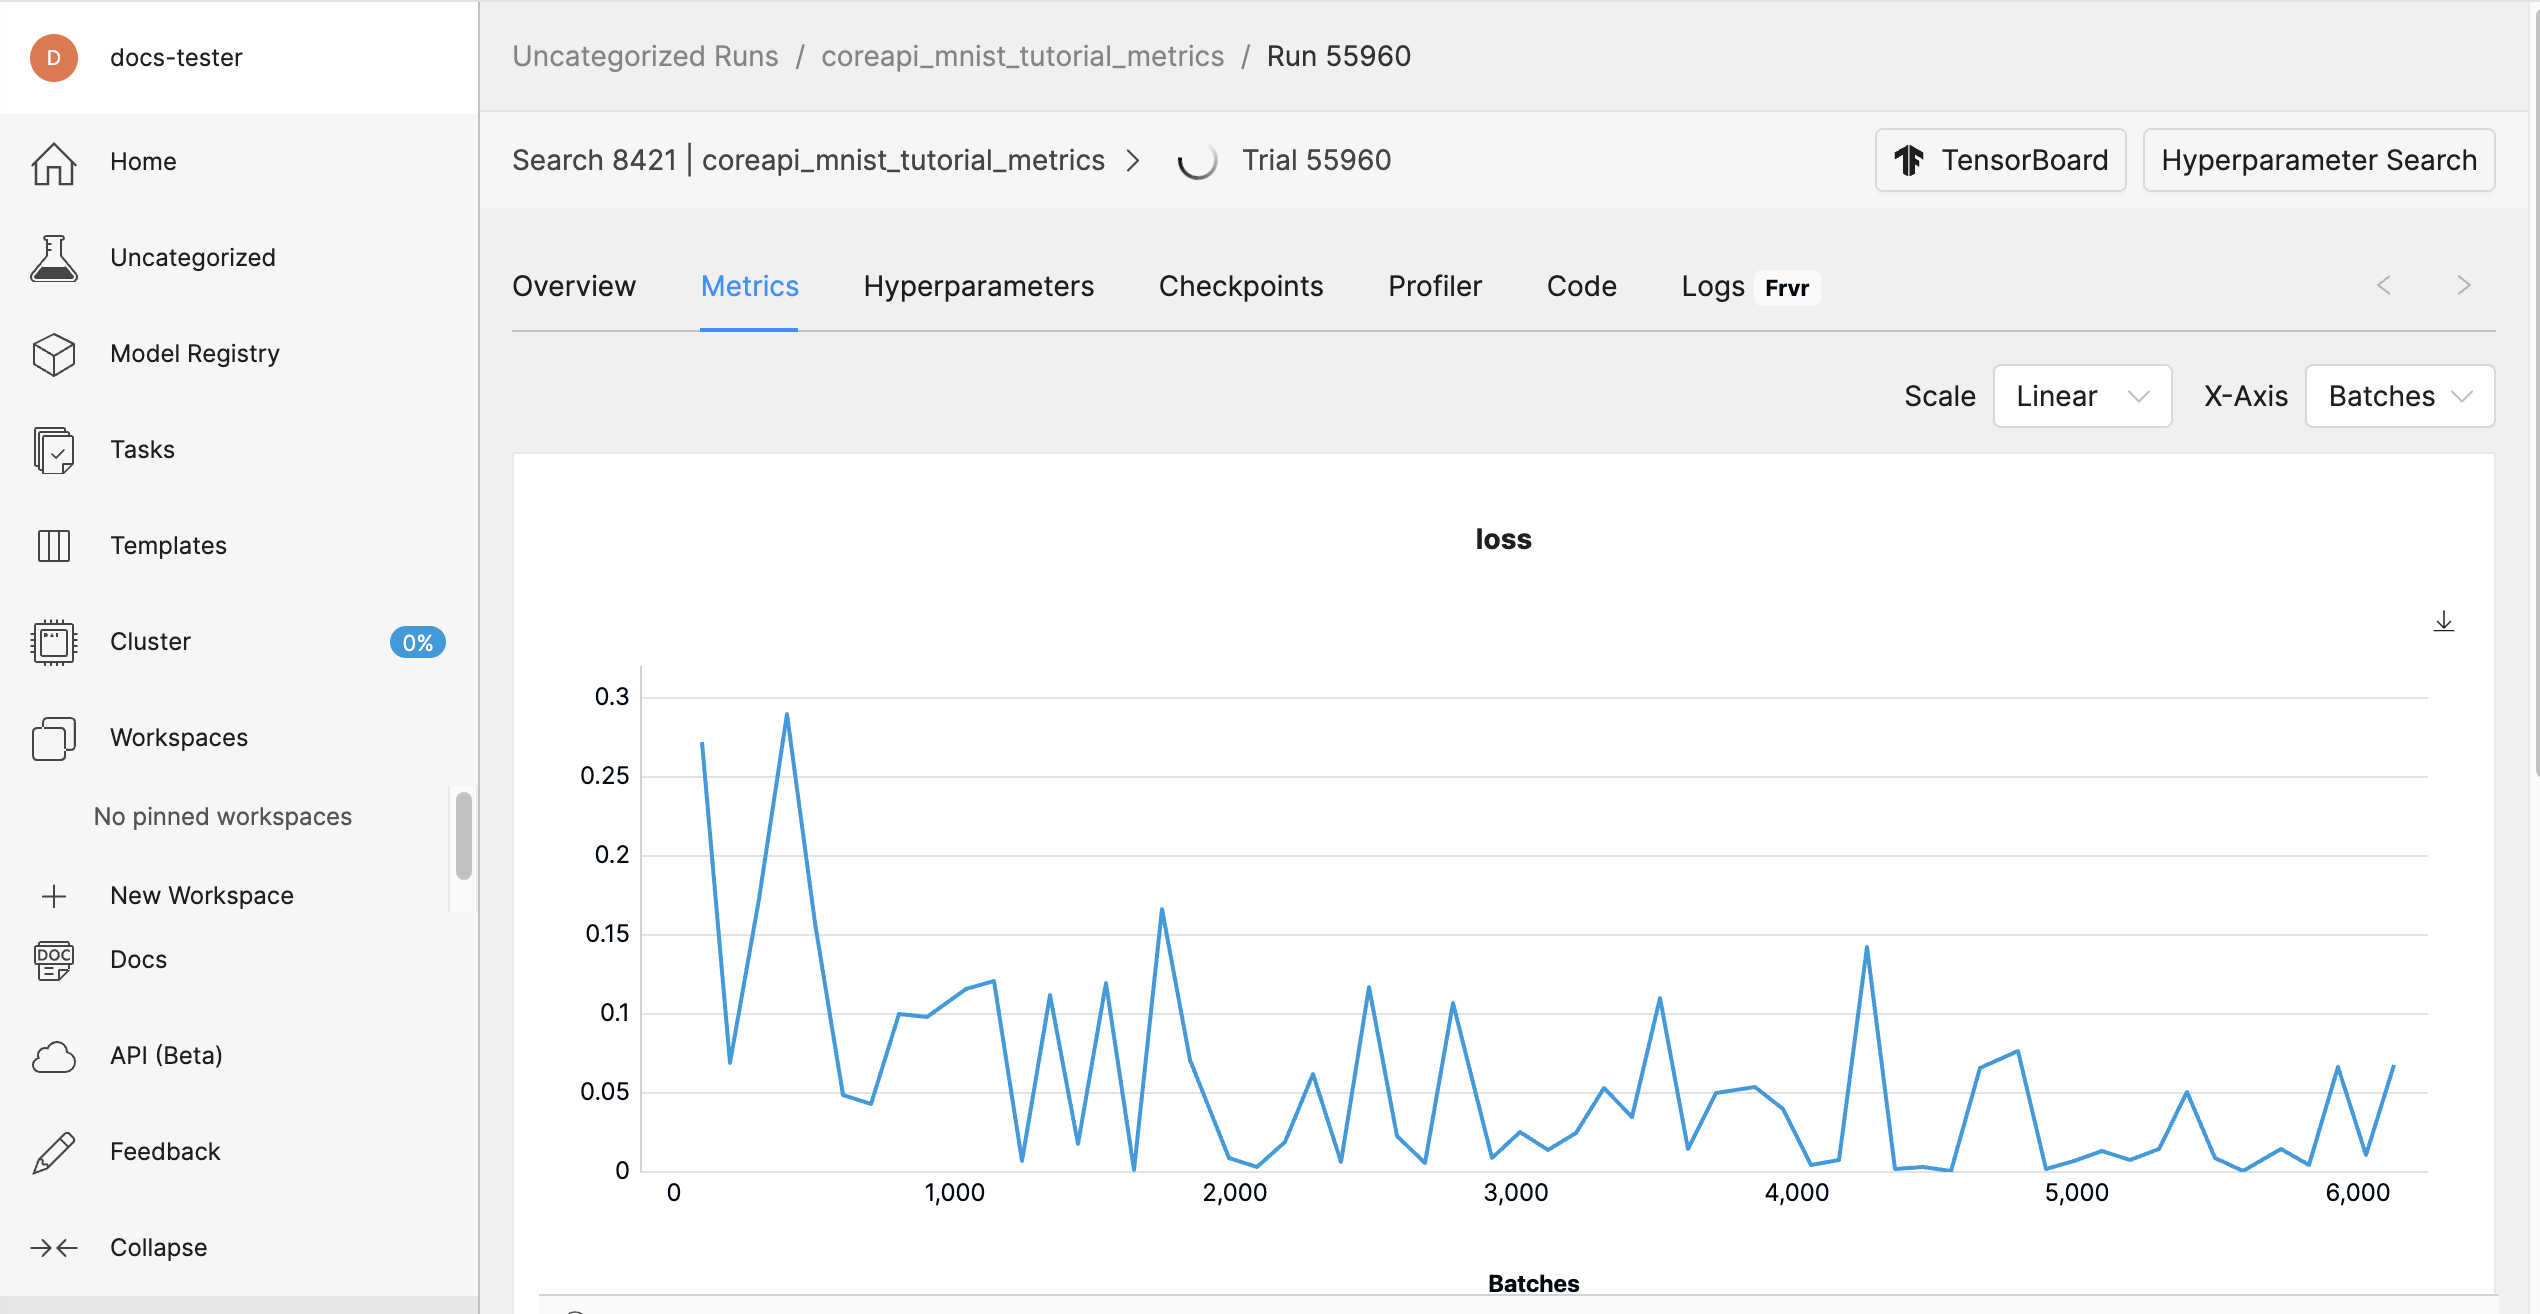 D docs-tester
Home
Uncategorized
Model Registry
Tasks
Templates
Cluster 0%
Workspaces
No pinned workspaces
New Workspace
DOC Docs
API (Beta)
Feedback
Collapse
Uncategorized Runs / coreapi_mnist_tutorial_metrics / Run 55960
Search 8421 | coreapi_mnist_tutorial_metrics > Trial 55960
TensorBoard Hyperparameter Search
Overview Metrics Hyperparameters Checkpoints Profiler Code Logs Frvr
Scale Linear X-Axis Batches
loss
0.3
0.25
0.2
0.15
0.1
0.05
0
0 1,000 2,000 3,000 4,000 5,000 6,000
Batches